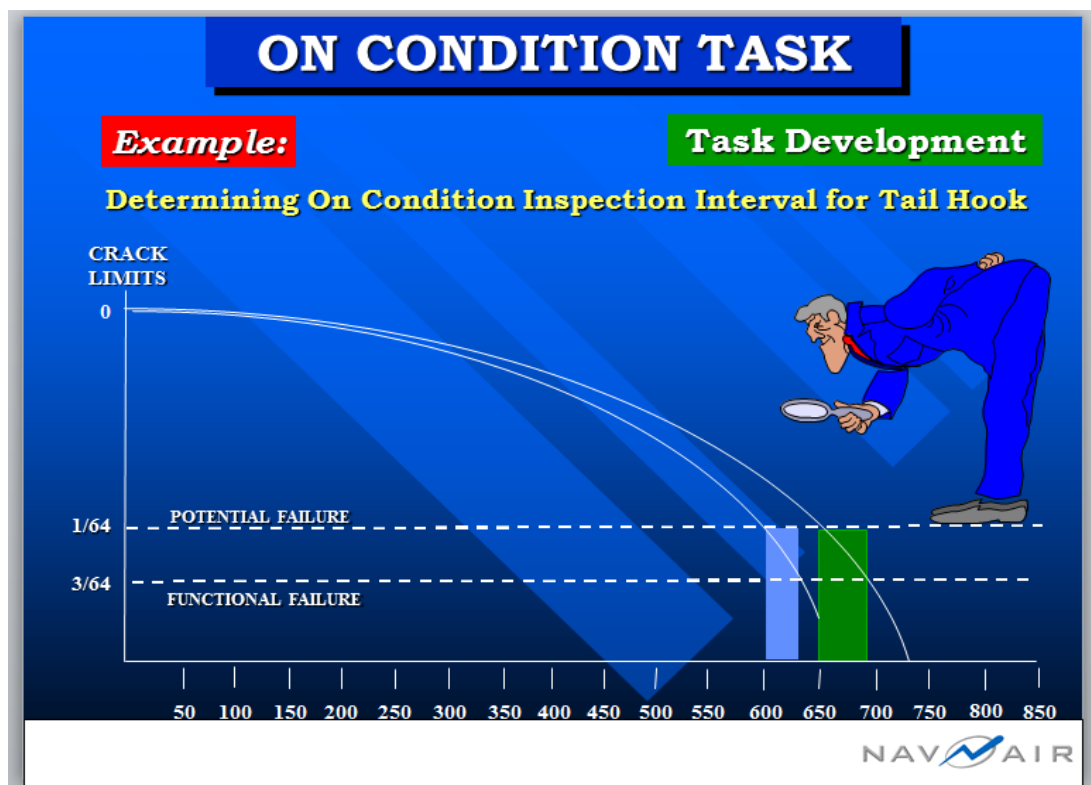 ON CONDITION TASK
Example:
Task Development
Determining On Condition Inspection Interval for Tail Hook
CRACK
LIMITS
0
1/64
POTENTIAL FAILURE
3/64
FUNCTIONAL FAILURE
50 100 150 200 250 300 350 400 450 500 550 600 650 700 750 800 850
NAVAIR